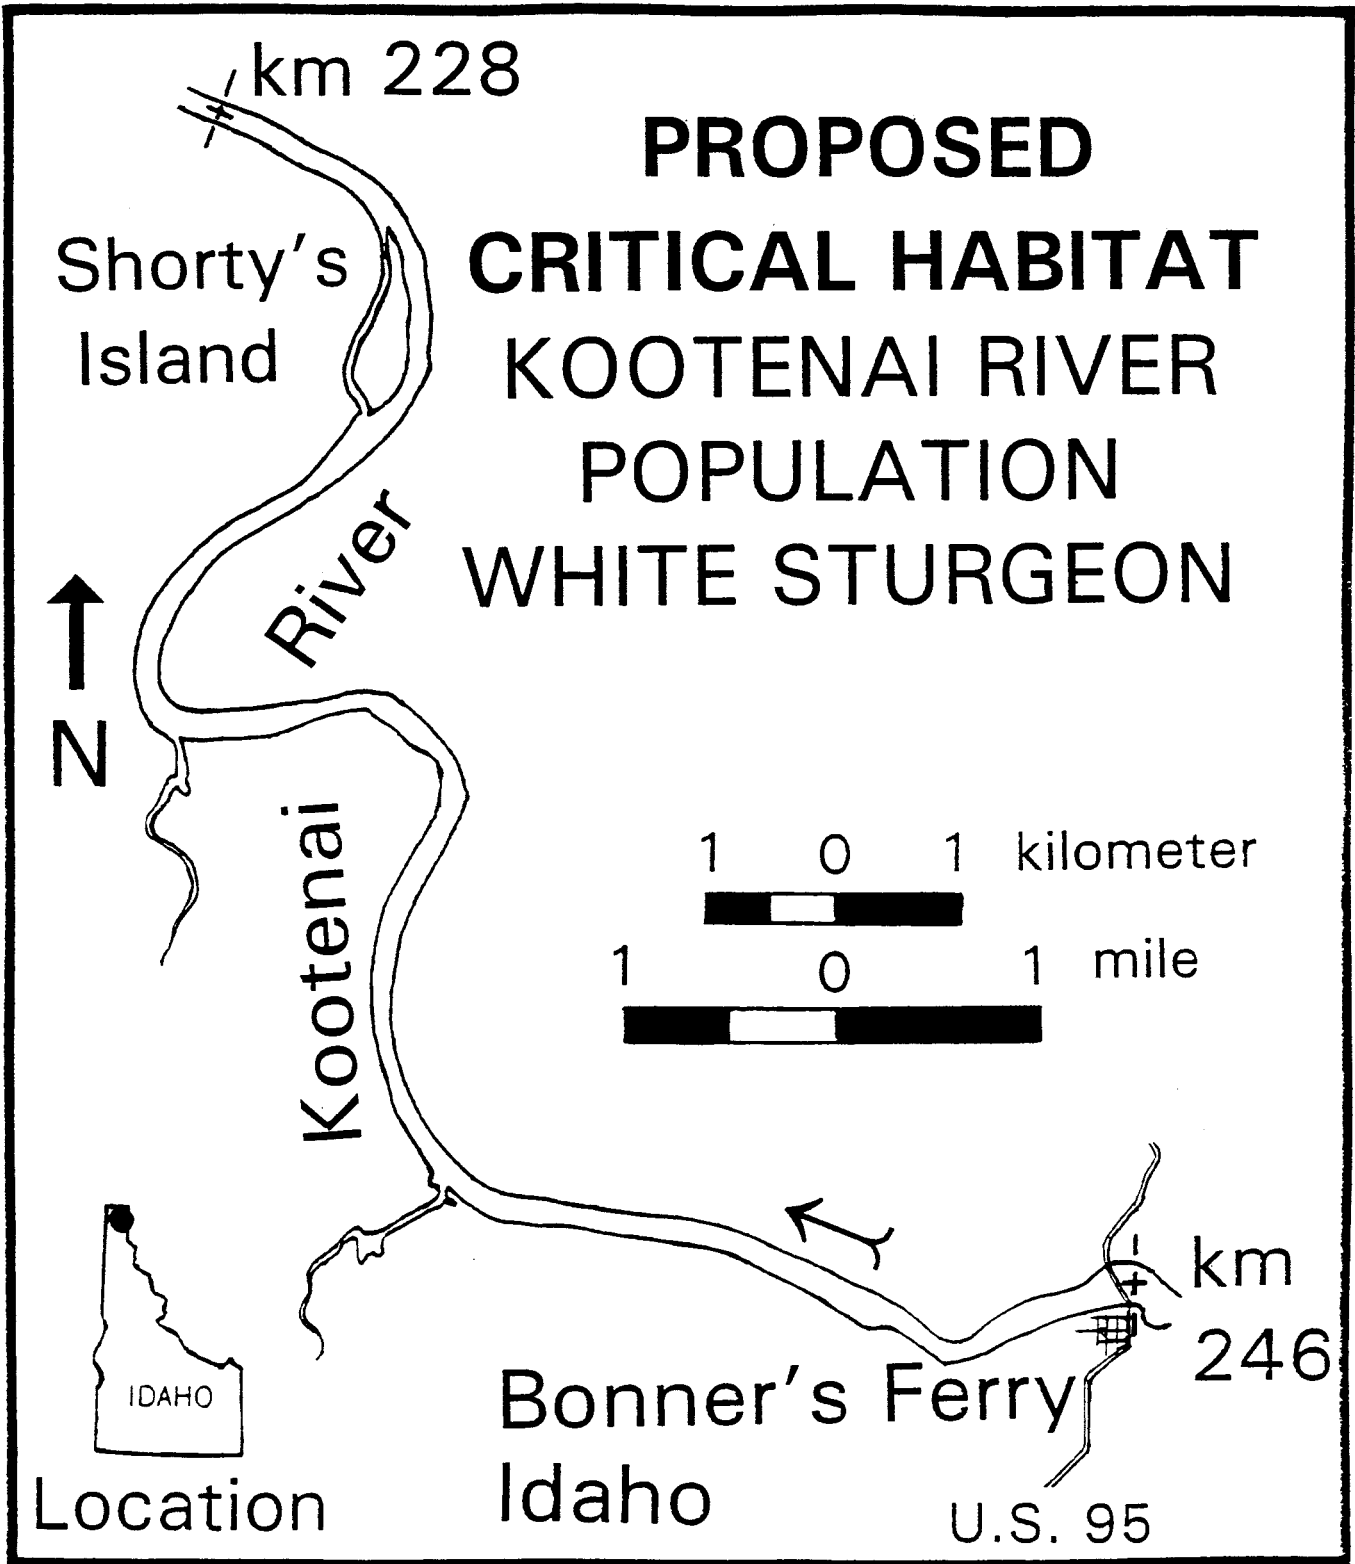 km 228
PROPOSED
CRITICAL HABITAT
KOOTENAI RIVER
POPULATION
WHITE STURGEON
Shorty's
Island
River
N
Kootenai
1 0 1 kilometer
1 0 1 mile
km
246
IDAHO
Location
Bonner's Ferry
Idaho
U.S. 95